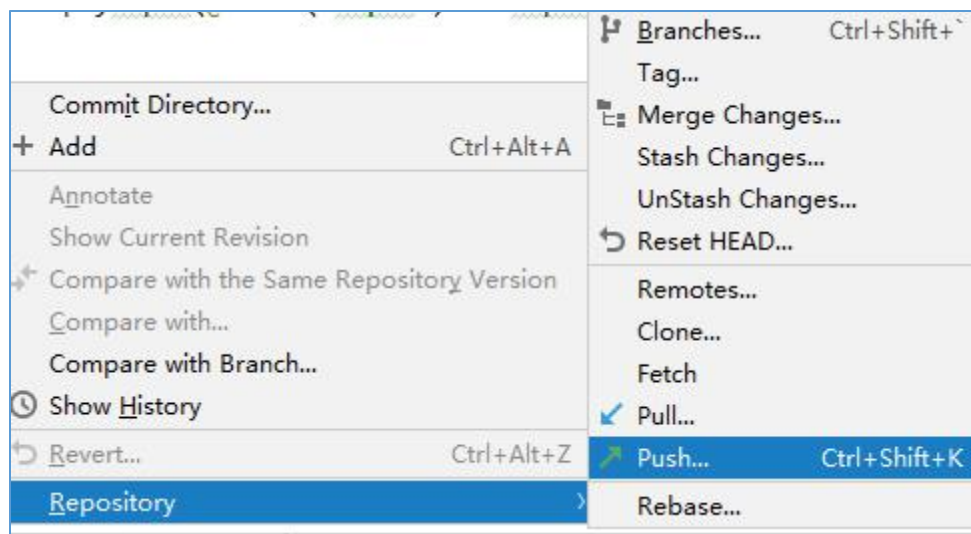 Commit Directory...
+ Add Ctrl+Alt+A
Annotate
Show Current Revision
Compare with the Same Repository Version
Compare with...
Compare with Branch...
Show History
Revert... Ctrl+Alt+Z
Repository
Branches... Ctrl+Shift+`
Tag...
Merge Changes...
Stash Changes...
UnStash Changes...
Reset HEAD...
Remotes...
Clone...
Fetch
Pull...
Push... Ctrl+Shift+K
Rebase...